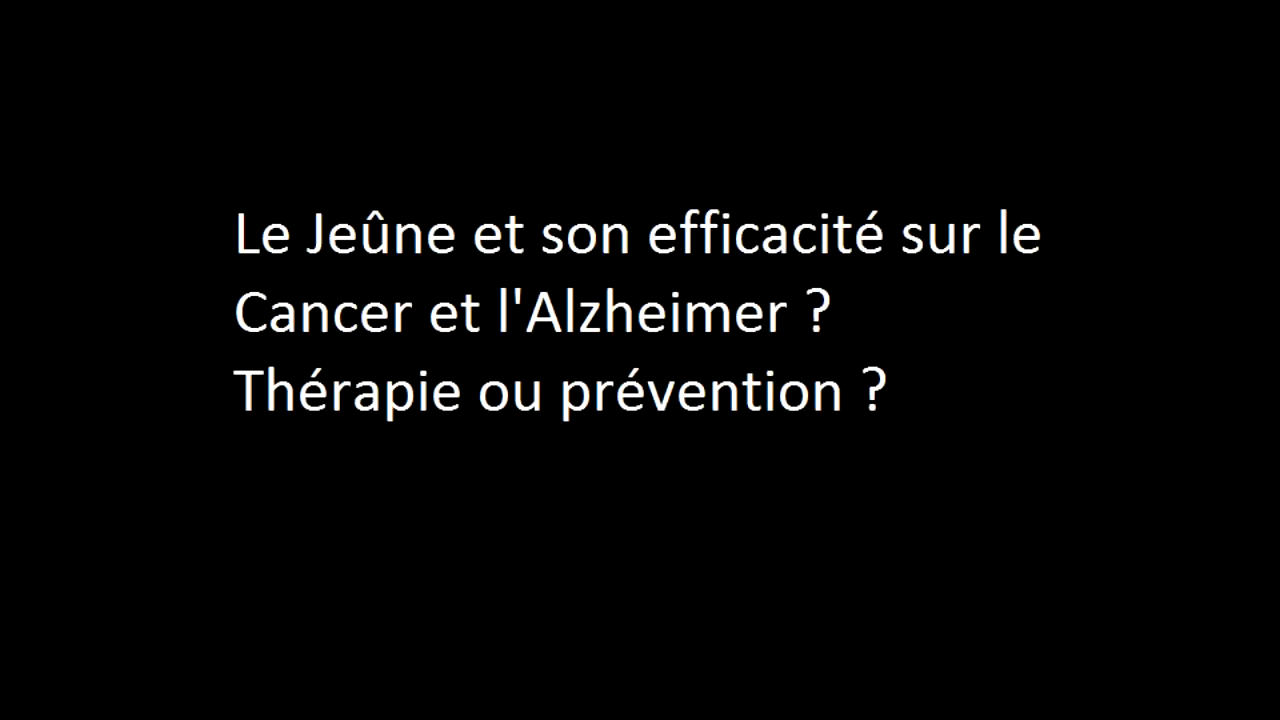 Le Jeûne et son efficacité sur le
Cancer et l'Alzheimer ?
Thérapie ou prévention ?